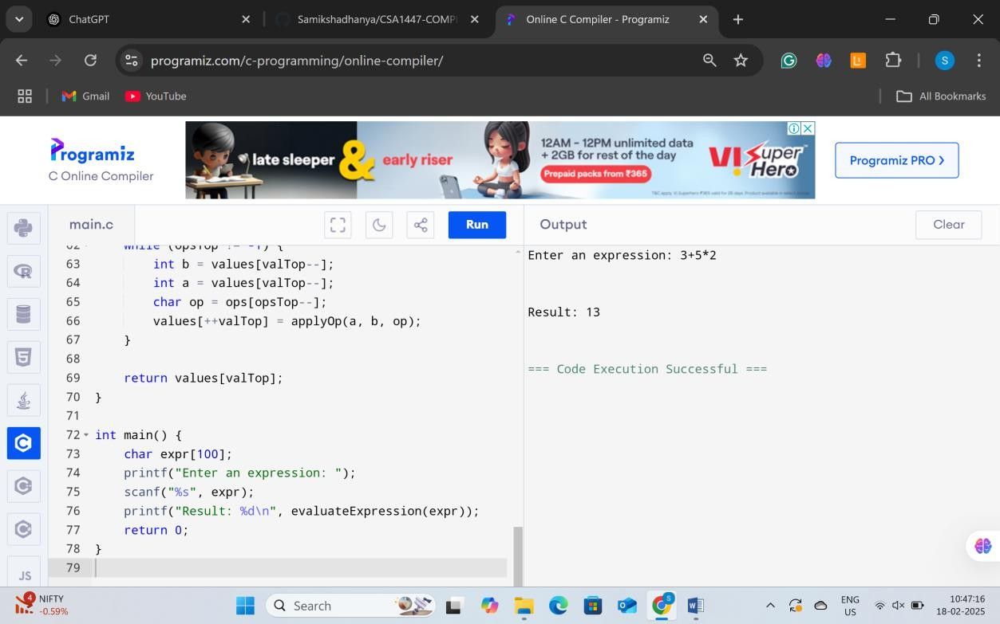 ChatGPT
Samikshadhanya/CSA1447-COMPI
Online C Compiler - Programiz
programiz.com/c-programming/online-compiler/
S
Gmail
YouTube
All Bookmarks
Programiz
C Online Compiler
late sleeper & early riser
12AM – 12PM unlimited data
+ 2GB for rest of the day
Prepaid packs from ₹365
VI Super Hero™
Programiz PRO ❯
main.c
Run
Output
Clear
62 while (opsTop != -1) {
63 int b = values[valTop--];
64 int a = values[valTop--];
65 char op = ops[opsTop--];
66 values[++valTop] = applyOp(a, b, op);
67 }
68
69 return values[valTop];
70 }
71
72 int main() {
73 char expr[100];
74 printf("Enter an expression: ");
75 scanf("%s", expr);
76 printf("Result: %d\n", evaluateExpression(expr));
77 return 0;
78 }
79
Enter an expression: 3+5*2
Result: 13
=== Code Execution Successful ===
JS
4
NIFTY
-0.59%
Search
S
ENG
US
10:47:16
18-02-2025